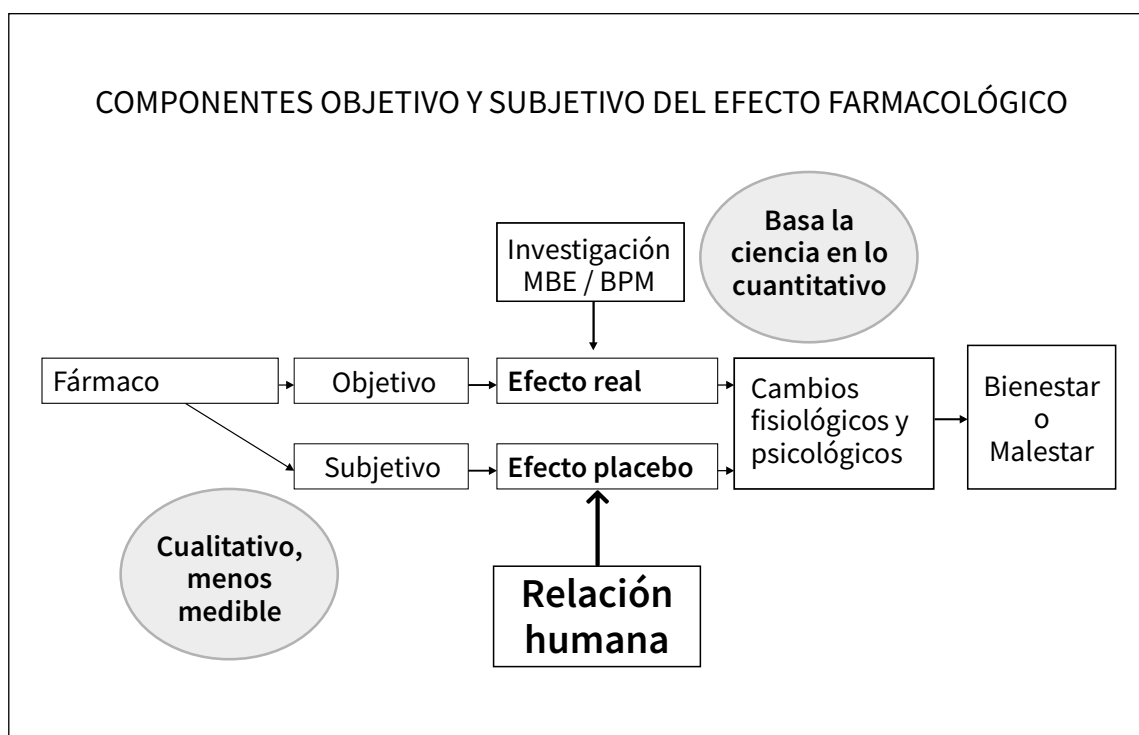 COMPONENTES OBJETIVO Y SUBJETIVO DEL EFECTO FARMACOLÓGICO
Investigación
MBE / BPM
Basa la
ciencia en lo
cuantitativo
Fármaco
Objetivo
Efecto real
Cambios
fisiológicos y
psicológicos
Bienestar
o
Malestar
Subjetivo
Efecto placebo
Cualitativo,
menos
medible
Relación
humana